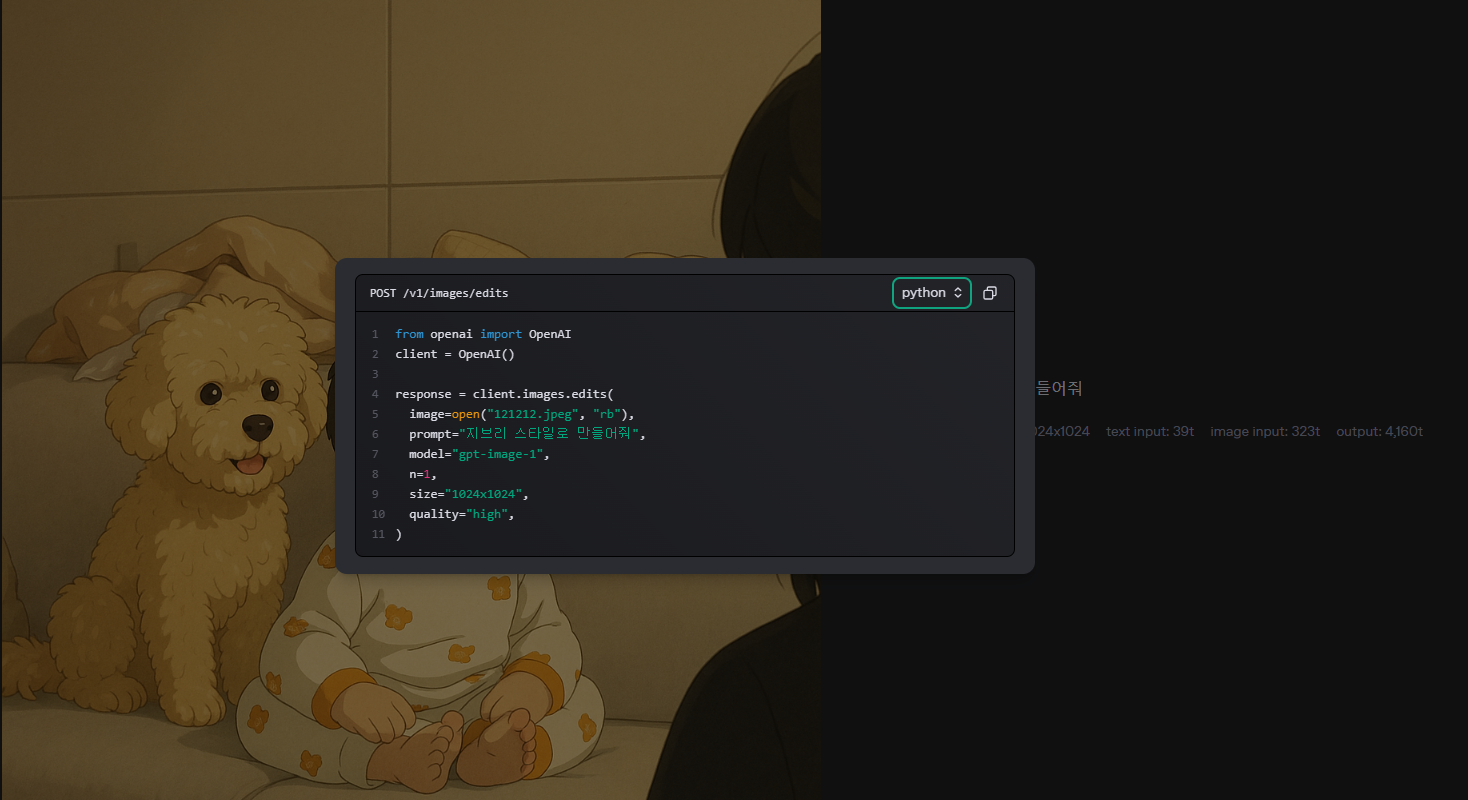 POST /v1/images/edits
python
1 from openai import OpenAI
2 client = OpenAI()
3
4 response = client.images.edits(
5   image=open("121212.jpeg", "rb"),
6   prompt="지브리 스타일로 만들어줘",
7   model="gpt-image-1",
8   n=1,
9   size="1024x1024",
10   quality="high",
11 )
들어줘
024x1024 text input: 39t image input: 323t output: 4,160t